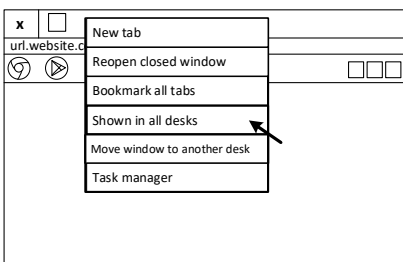 x
New tab
url.website.c
Reopen closed window
Bookmark all tabs
Shown in all desks
Move window to another desk
Task manager